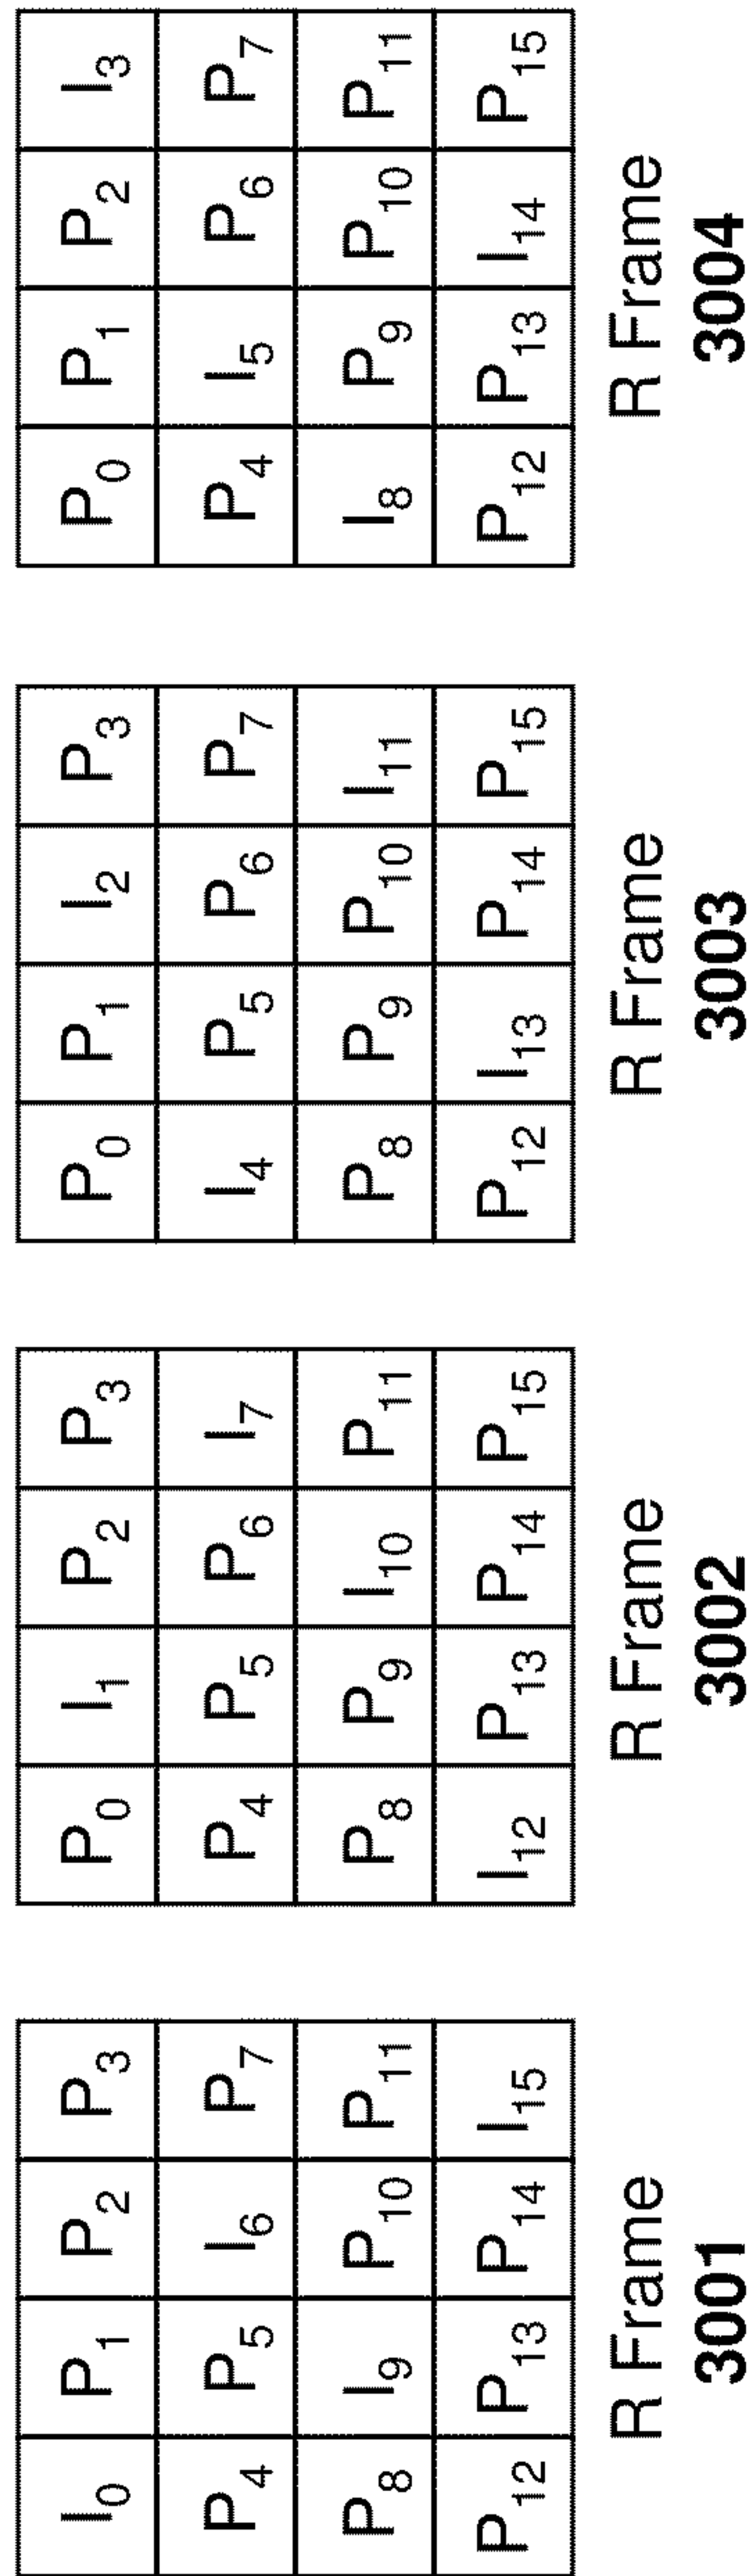 I0 P1 P2 P3
P4 P5 I6 P7
P8 I9 P10 P11
P12 P13 P14 I15
R Frame
3001
P0 I1 P2 P3
P4 P5 P6 I7
P8 P9 I10 P11
I12 P13 P14 P15
R Frame
3002
P0 P1 I2 P3
I4 P5 P6 P7
P8 P9 P10 I11
P12 I13 P14 P15
R Frame
3003
P0 P1 P2 I3
P4 I5 P6 P7
I8 P9 P10 P11
P12 P13 I14 P15
R Frame
3004